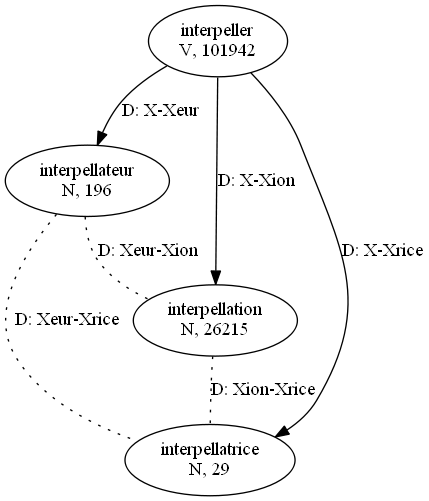 interpeller
V, 101942
D: X-Xeur
interpellateur
N, 196
D: X-Xion
D: Xeur-Xion
D: X-Xrice
interpellation
N, 26215
D: Xeur-Xrice
D: Xion-Xrice
interpellatrice
N, 29